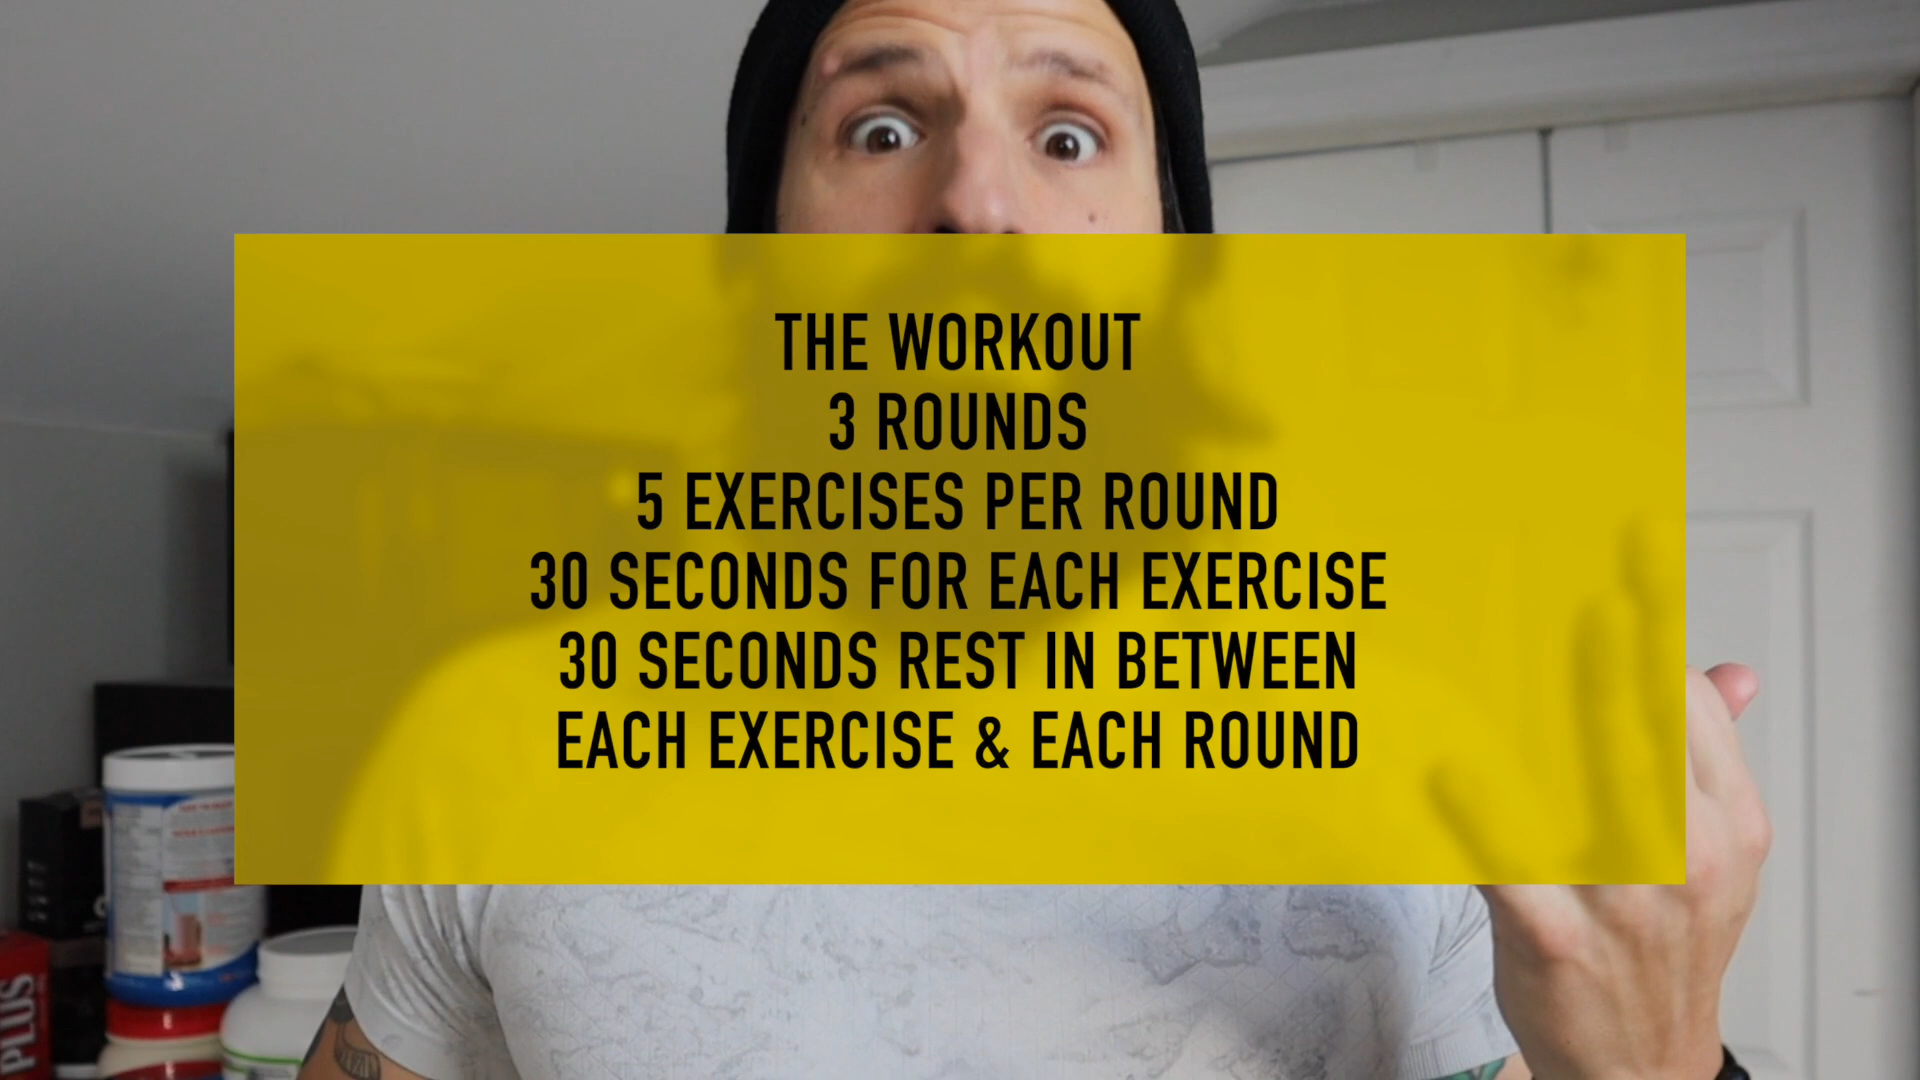 THE WORKOUT
3 ROUNDS
5 EXERCISES PER ROUND
30 SECONDS FOR EACH EXERCISE
30 SECONDS REST IN BETWEEN
EACH EXERCISE & EACH ROUND
PLUS